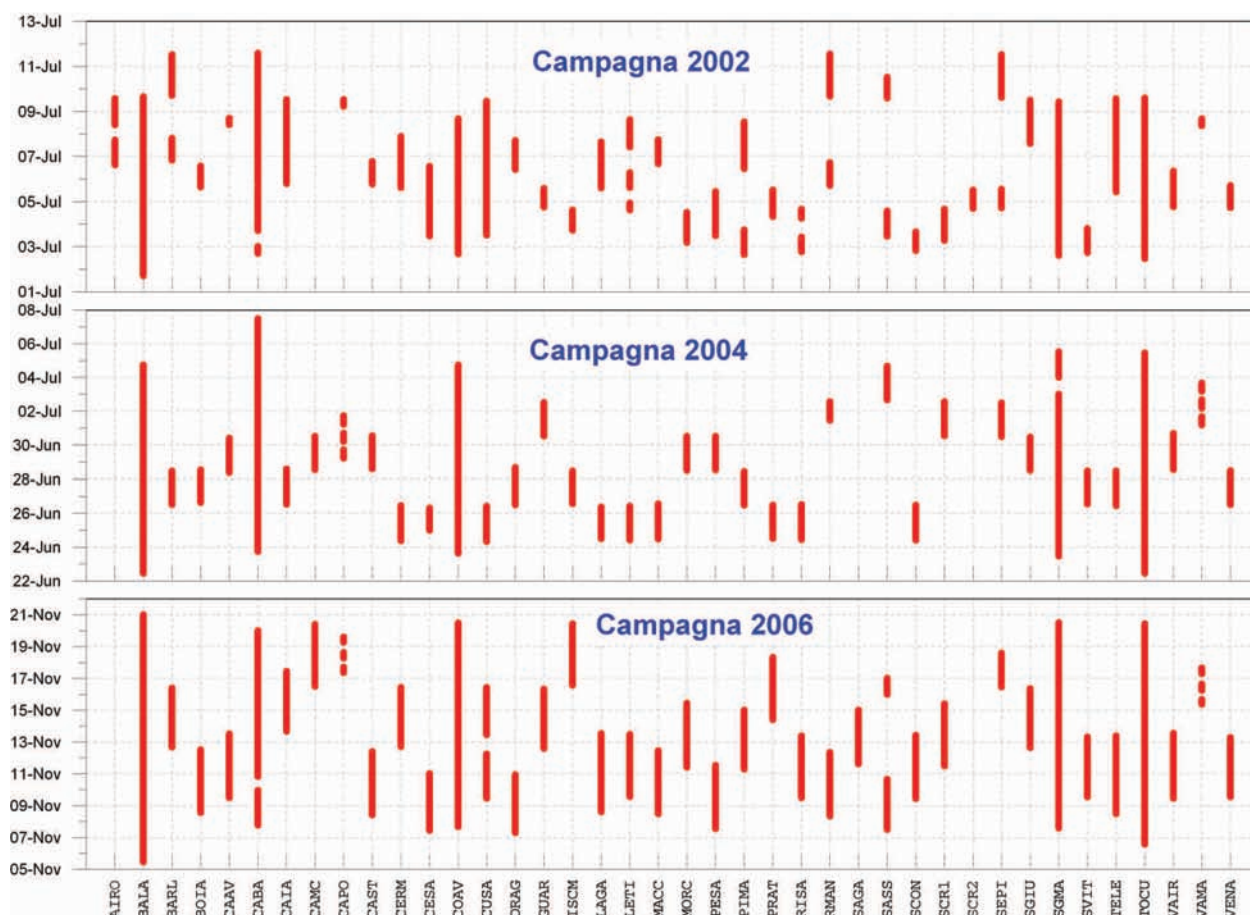 13-Jul
11-Jul
09-Jul
07-Jul
05-Jul
03-Jul
01-Jul
Campagna 2002
08-Jul
06-Jul
04-Jul
02-Jul
30-Jun
28-Jun
26-Jun
24-Jun
22-Jun
Campagna 2004
21-Nov
19-Nov
17-Nov
15-Nov
13-Nov
11-Nov
09-Nov
07-Nov
05-Nov
Campagna 2006
AIRO
BALA
BARL
BOIA
CAAV
CABA
CAIA
CAMC
CAPO
CAST
CERM
CESA
COAV
CUSA
DRAG
GUAR
ISCM
LAGA
LETI
MACC
MORC
PESA
PIMA
PRAT
RISA
RMAN
SAGA
SASS
SCON
SCR1
SCR2
SEPI
SGIU
SGMA
SVIT
TELE
TOCU
VAIR
VAMA
VENA